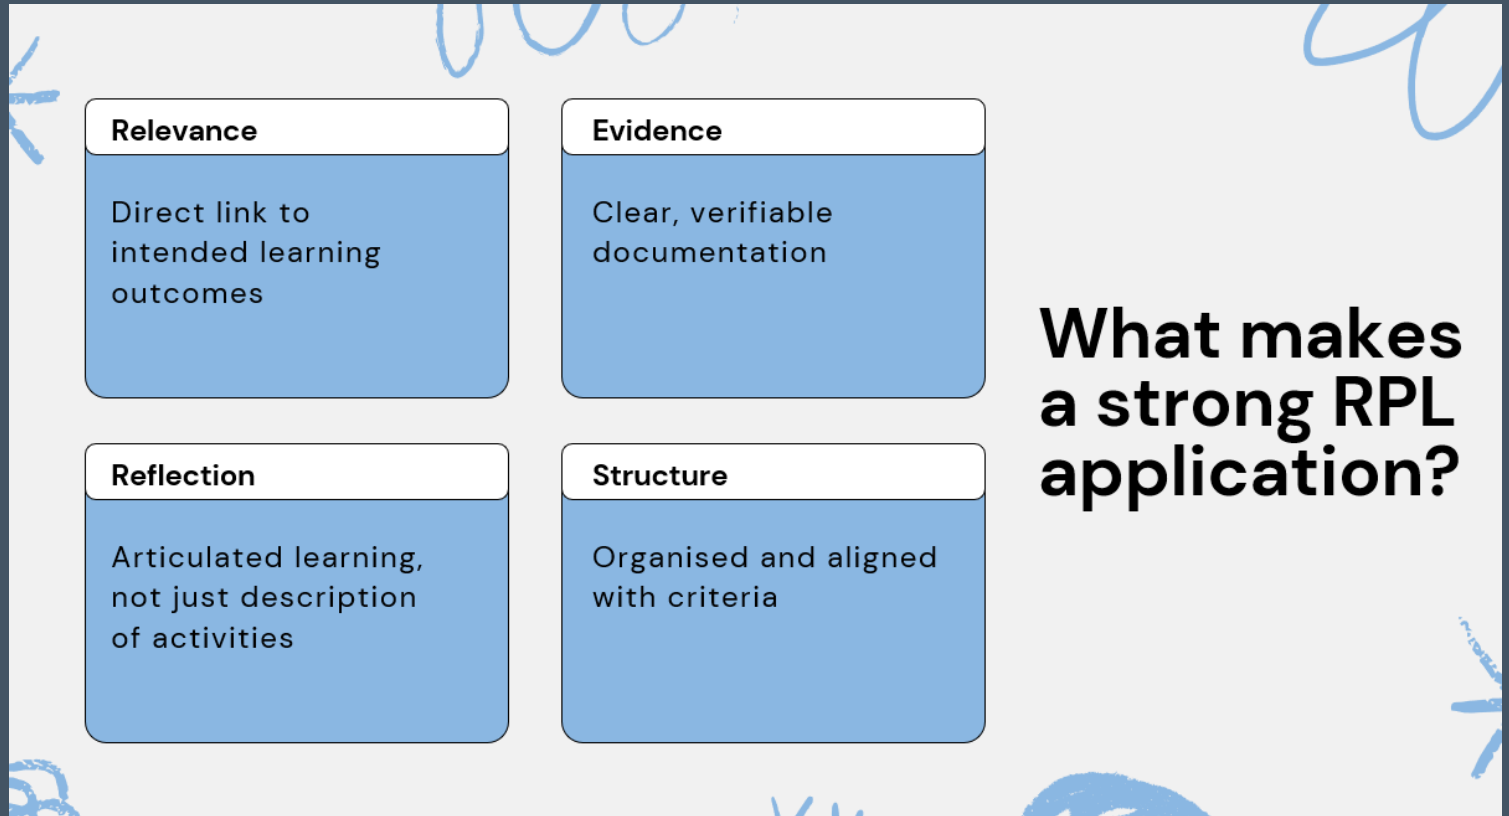 Relevance
Direct link to
intended learning
outcomes
Evidence
Clear, verifiable
documentation
Reflection
Articulated learning,
not just description
of activities
Structure
Organised and aligned
with criteria
What makes
a strong RPL
application?